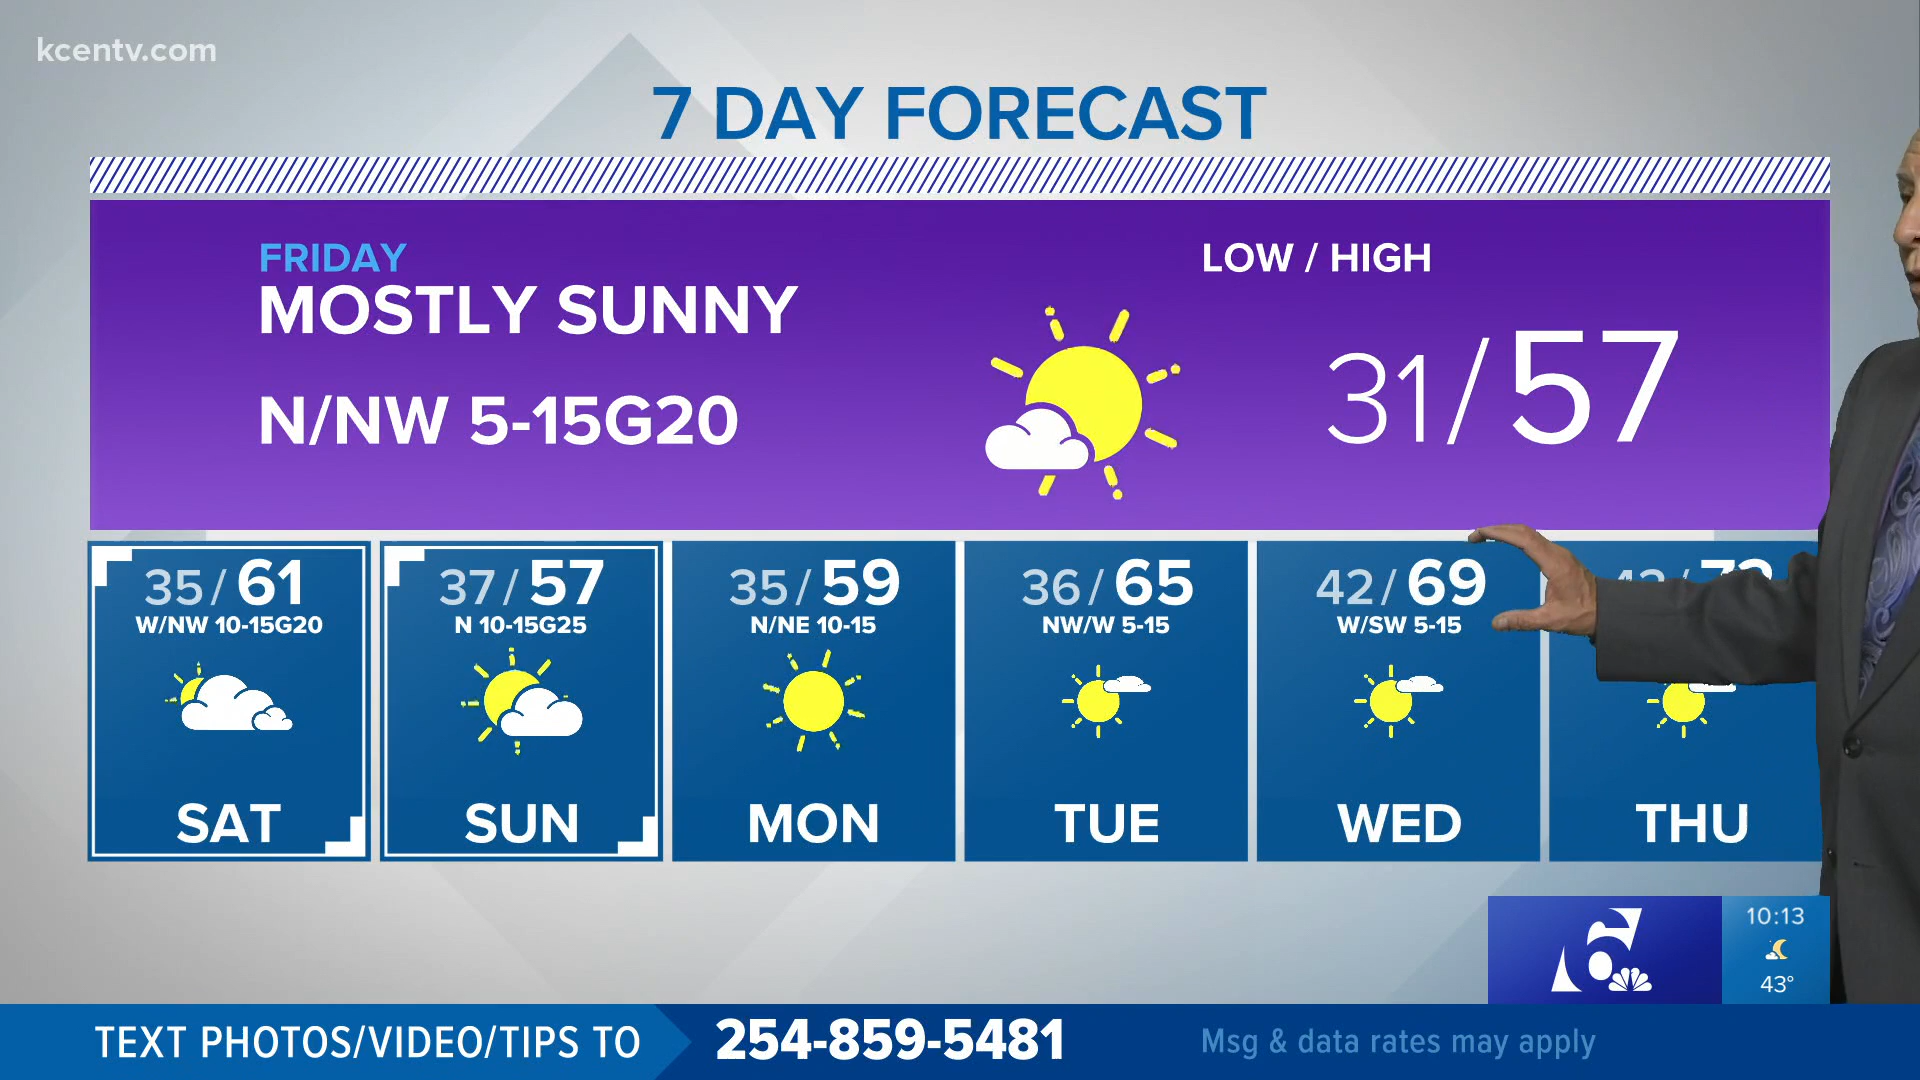 kcentv.com
7 DAY FORECAST
FRIDAY
MOSTLY SUNNY
N/NW 5-15G20
LOW / HIGH
31/57
35/61
W/NW 10-15G20
SAT
37/57
N 10-15G25
SUN
35/59
N/NE 10-15
MON
36/65
NW/W 5-15
TUE
42/69
W/SW 5-15
WED
THU
6
10:13
43°
TEXT PHOTOS/VIDEO/TIPS TO
254-859-5481
Msg & data rates may apply